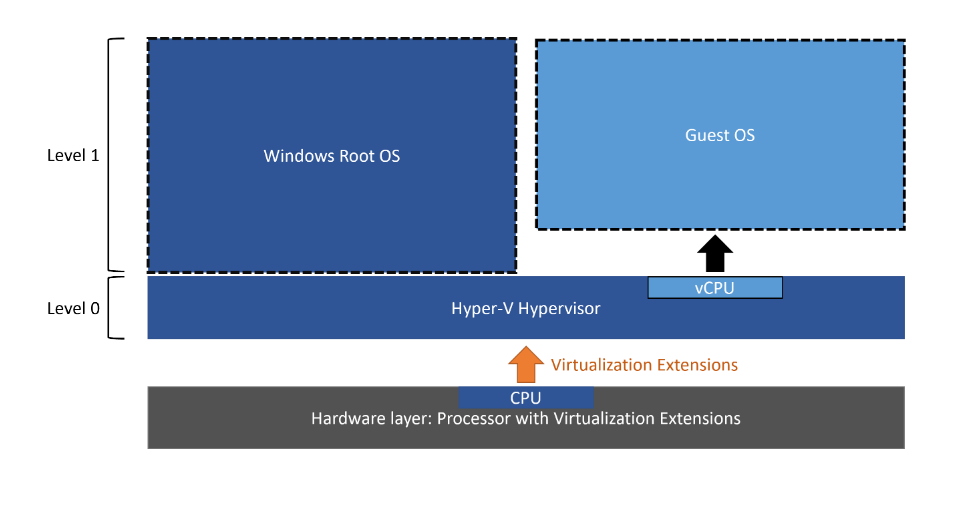 Level 1
Windows Root OS
Guest OS
vCPU
Level 0
Hyper-V Hypervisor
Virtualization Extensions
CPU
Hardware layer: Processor with Virtualization Extensions